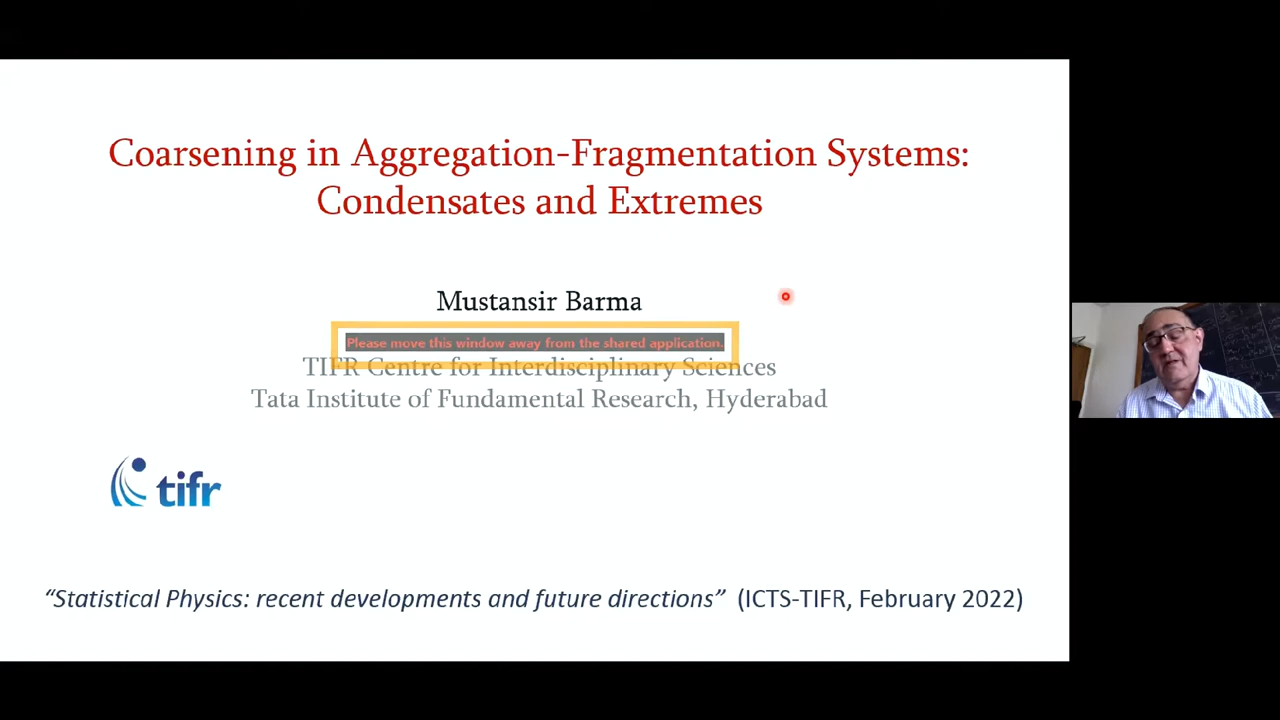 Coarsening in Aggregation-Fragmentation Systems:
Condensates and Extremes
Mustansir Barma
Please move this window away from the shared application.
TIFR Centre for Interdisciplinary Sciences
Tata Institute of Fundamental Research, Hyderabad
tifr
“Statistical Physics: recent developments and future directions” (ICTS-TIFR, February 2022)